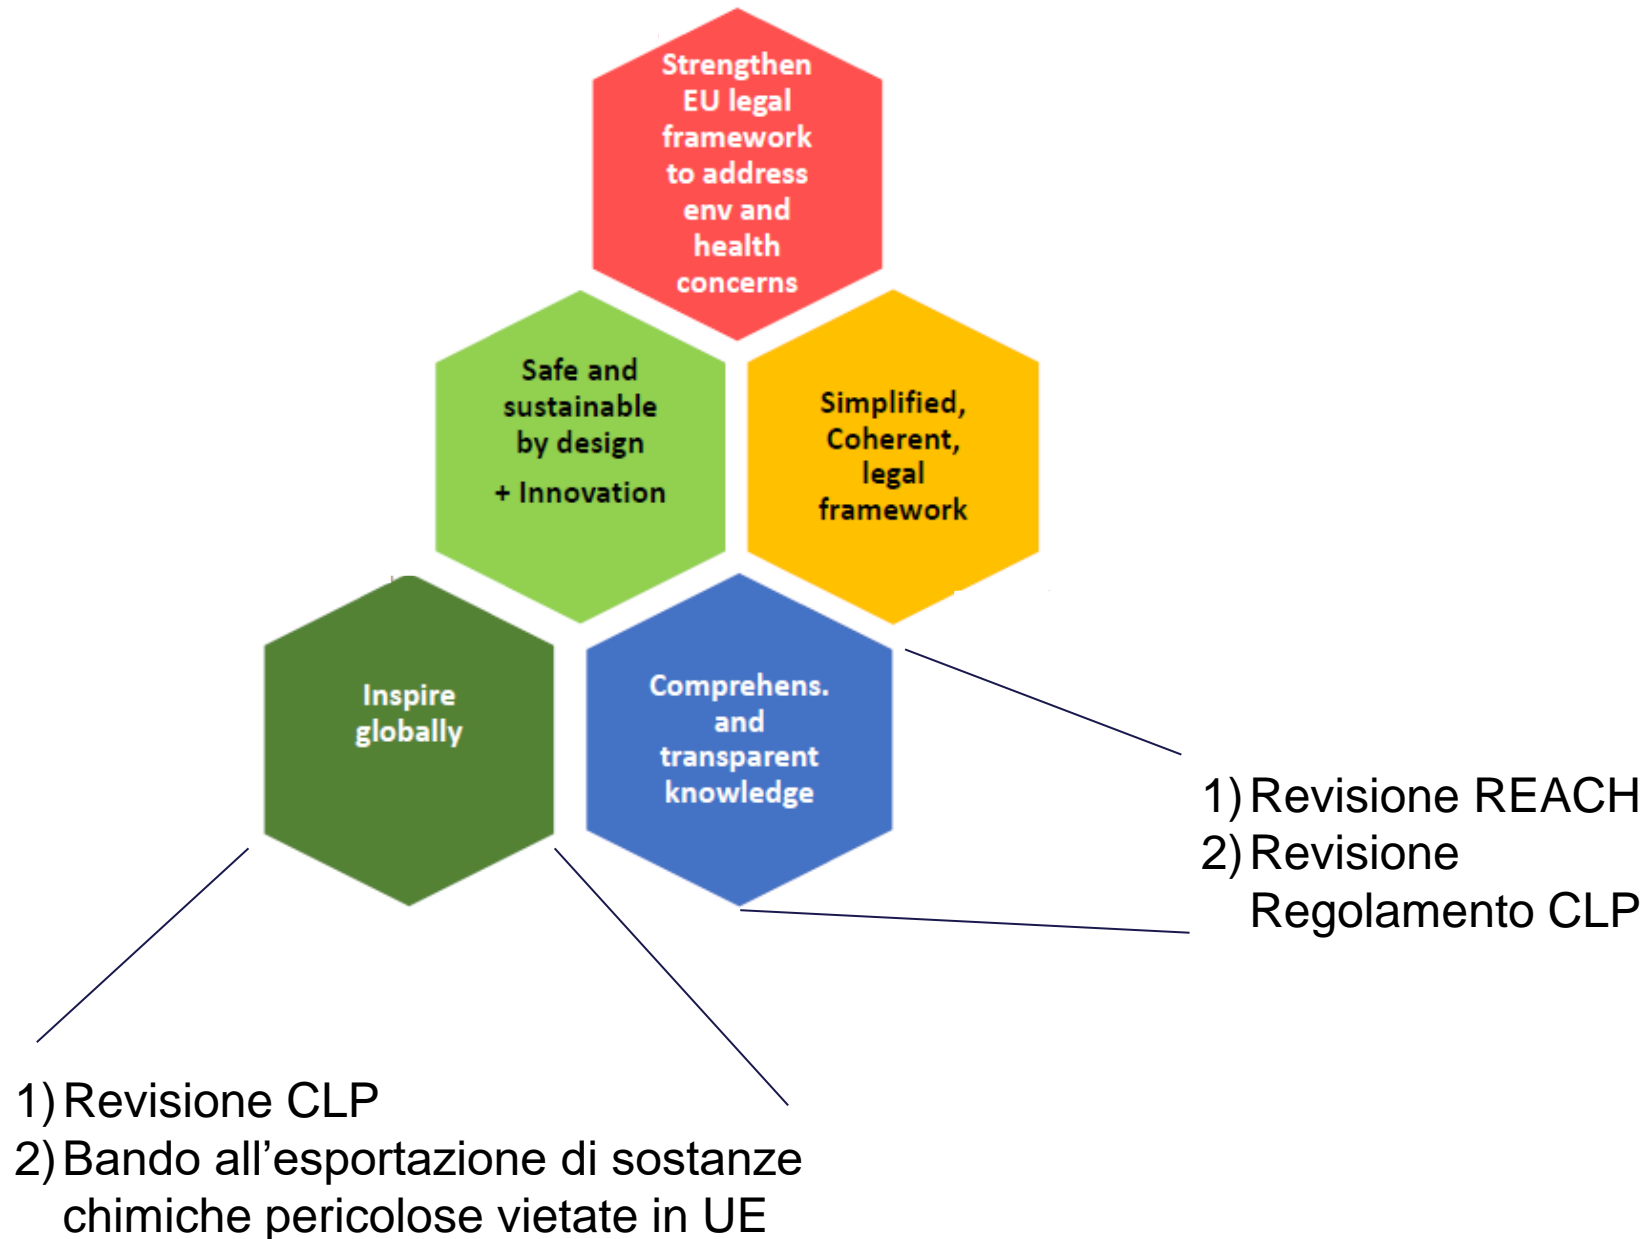 Strengthen
EU legal
framework
to address
env and
health
concerns
Safe and
sustainable
by design
+ Innovation
Simplified,
Coherent,
legal
framework
Inspire
globally
Comprehens.
and
transparent
knowledge
1) Revisione REACH
2) Revisione
Regolamento CLP
1) Revisione CLP
2) Bando all’esportazione di sostanze
chimiche pericolose vietate in UE